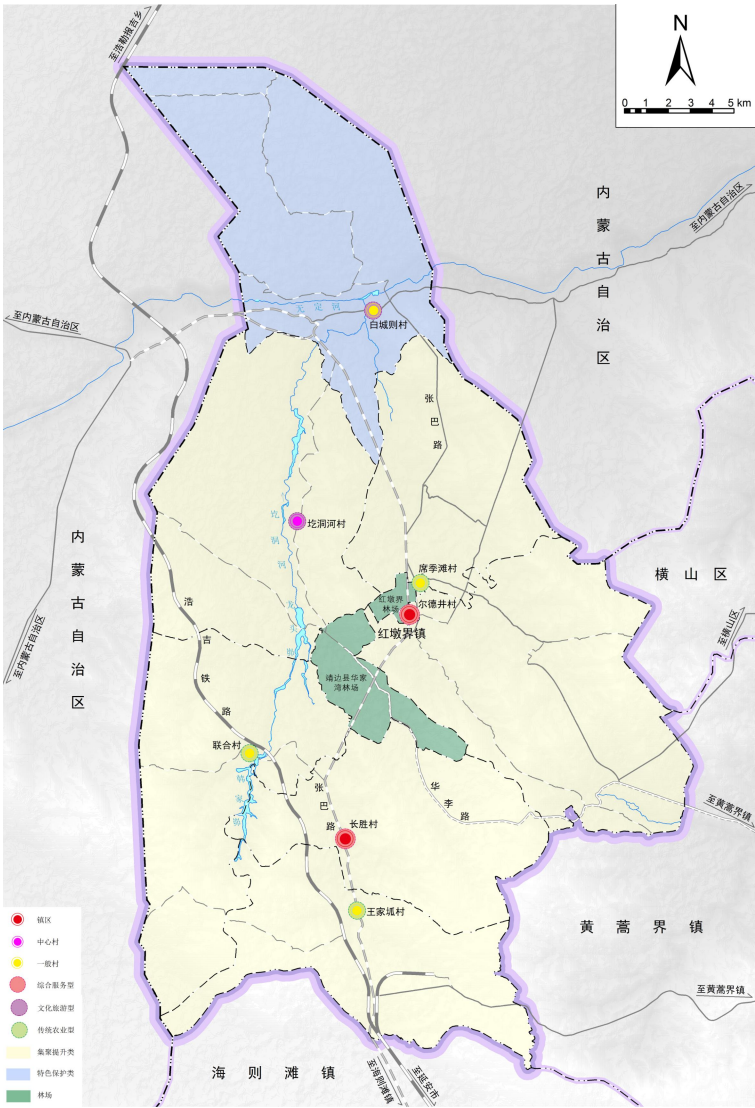 至浩勒报吉乡
N
0 1 2 3 4 5 km
内蒙古自治区
至内蒙古自治区
至内蒙古自治区
无定河
白城则村
张巴路
圪洞河村
内蒙古自治区
席季滩村
横山区
红墩界
林场
尔德井村
红墩界镇
浩吉铁路
至内蒙古自治区
至横山区
靖边县华家
湾林场
联合村
张巴路
华李路
至黄蒿界镇
长胜村
王家坬村
黄蒿界镇
至黄蒿界镇
镇区
中心村
一般村
综合服务型
文化旅游型
传统农业型
集聚提升类
特色保护类
林场
海则滩镇
至海则滩镇
至延安市